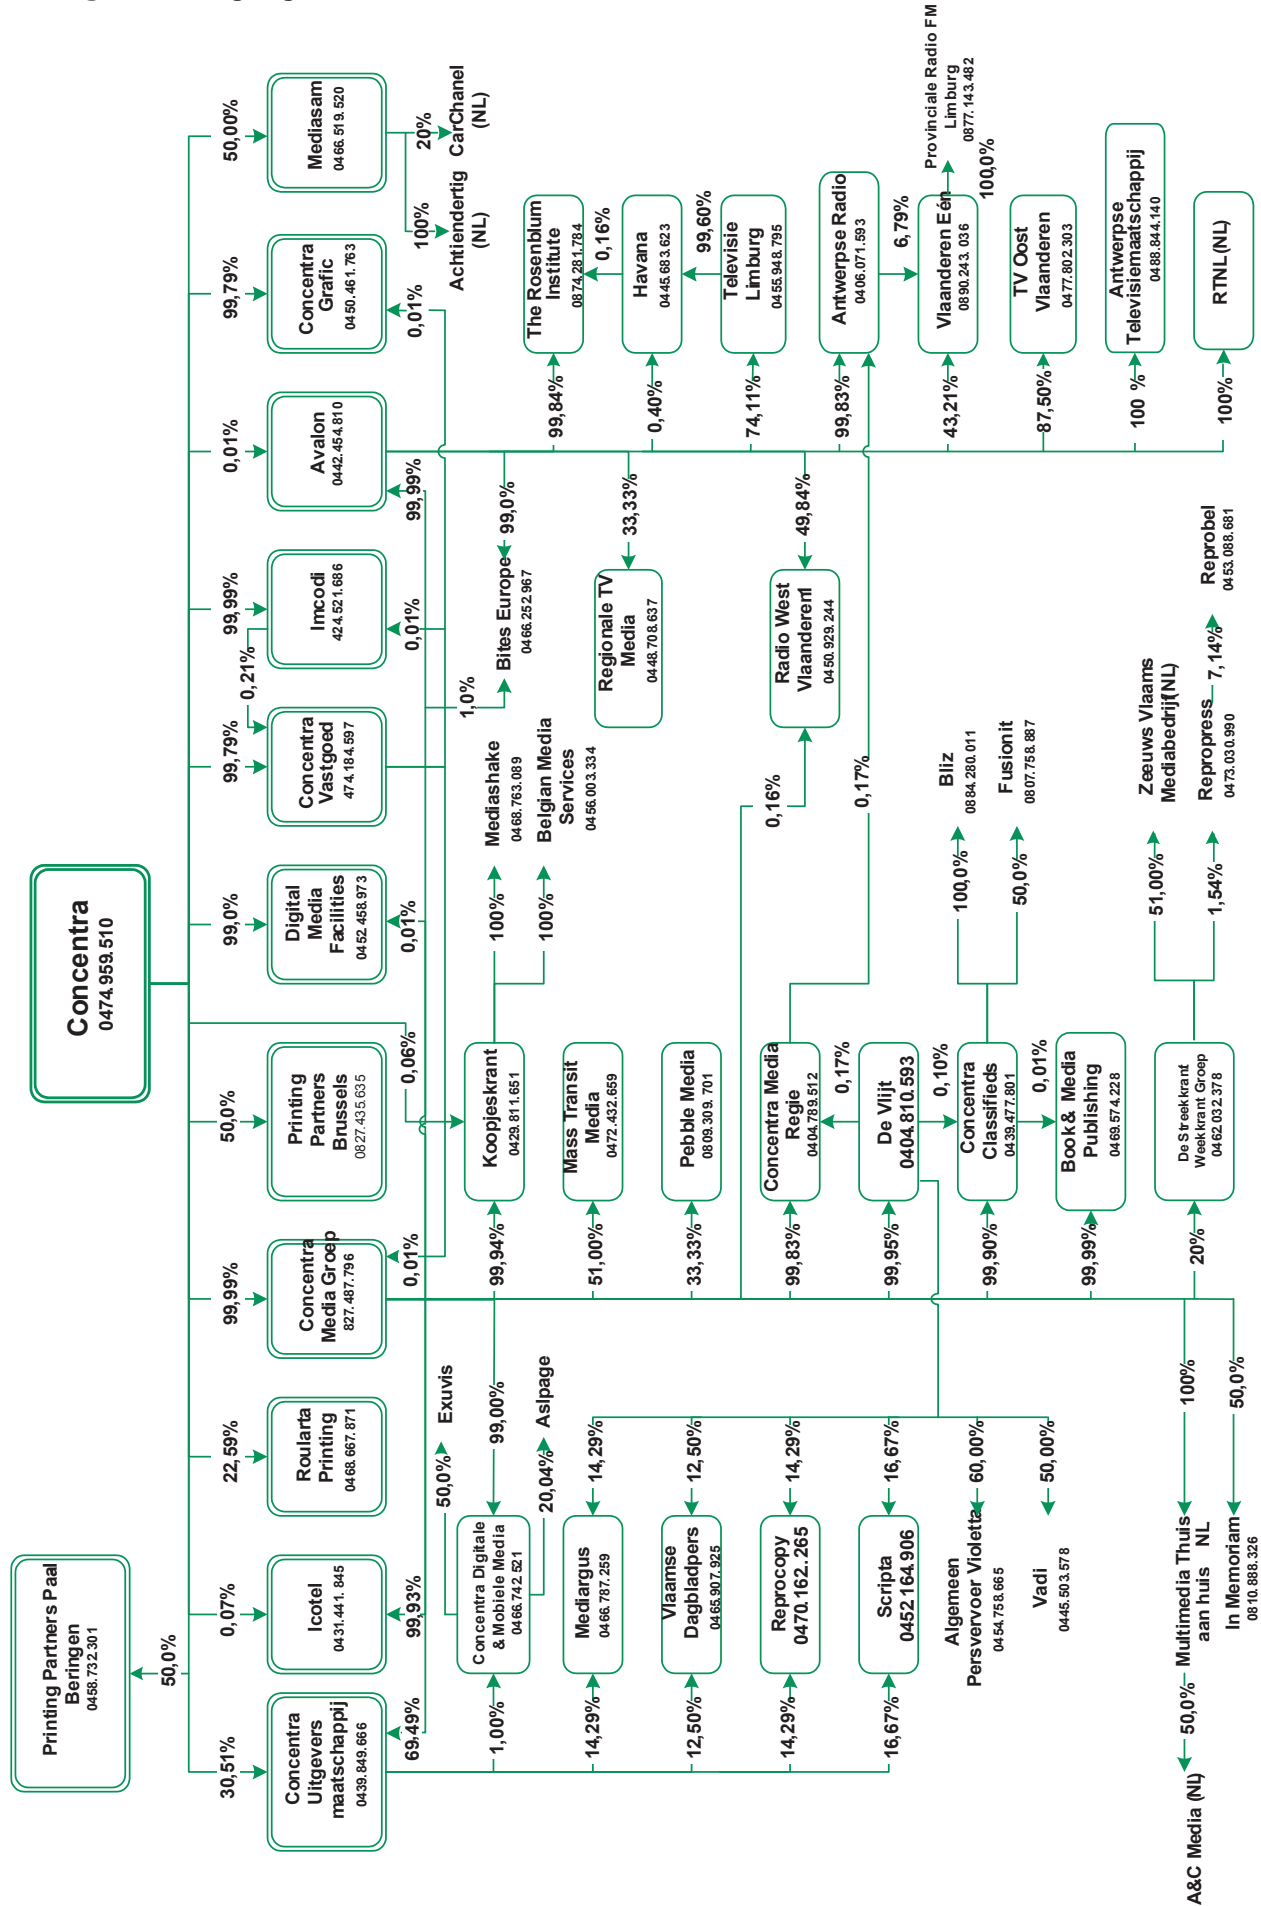 Printing Partners Paal
Beringen
0458.732.301
50,0%
Concentra
0474.959.510
30,51%
0,07%
22,59%
99,99%
50,0%
99,0%
99,79%
99,99%
0,01%
99,79%
50,00%
Concentra
Uitgevers
maatschappij
0439.849.666
Icotel
0431.441.845
Roularta
Printing
0468.667.871
Concentra
Media Groep
827.487.796
Printing
Partners
Brussels
0827.435.635
Digital
Media
Facilities
0452.458.973
Concentra
Vastgoed
474.184.597
0,21%
Imcodi
424.521.686
Avalon
0442.454.810
Concentra
Grafic
0450.461.763
Mediasam
0466.519.520
69,49%
99,93%
0,01%
0,06%
0,01%
0,01%
99,99%
0,01%
100%
20%
Achtiendertig
(NL)
CarChanel
(NL)
50,0%
Exuvis
1,00%
Concentra Digitale
& Mobiele Media
0466.742.521
99,00%
20,04%
Aslpage
99,94%
Koopjeskrant
0429.811.651
100%
Mediashake
0468.763.089
100%
Belgian Media
Services
0456.003.334
1,0%
Bites Europe
0466.252.967
99,0%
99,84%
The Rosenblum
Institute
0874.281.784
0,16%
14,29%
Mediargus
0466.787.259
14,29%
51,00%
Mass Transit
Media
0472.432.659
Regionale TV
Media
0448.708.637
33,33%
0,40%
Havana
0445.683.623
99,60%
12,50%
Vlaamse
Dagbladpers
0465.907.925
12,50%
33,33%
Pebble Media
0809.309.701
74,11%
Televisie
Limburg
0455.948.795
14,29%
Reprocopy
0470.162.265
14,29%
99,83%
Concentra Media
Regie
0404.789.512
0,17%
0,16%
Radio West
Vlaanderen1
0450.929.244
49,84%
0,17%
99,83%
Antwerpse Radio
0406.071.593
6,79%
16,67%
Scripta
0452.164.906
16,67%
99,95%
De Vlijt
0404.810.593
0,10%
43,21%
Vlaanderen Eén
0890.243.036
100,0%
Provinciale Radio FM
Limburg
0877.143.482
Algemeen
Persvervoer Violetta
0454.758.665
60,00%
99,90%
Concentra
Classifieds
0439.477.801
0,01%
100,0%
Bliz
0884.280.011
50,0%
Fusionit
0807.758.887
87,50%
TV Oost
Vlaanderen
0477.802.303
Vadi
0445.503.578
50,00%
99,99%
Book & Media
Publishing
0469.574.228
100 %
Antwerpse
Televisiemaatschappij
0488.844.140
A&C Media (NL)
50,0%
Multimedia Thuis
aan huis NL
100%
20%
De Streekkrant
Weekkrant Groep
0462.032.378
51,00%
Zeeuws Vlaams
Mediabedrijf(NL)
1,54%
Repropress
0473.030.990
7,14%
Reprobel
0453.088.681
100%
RTNL(NL)
In Memoriam
0810.888.326
50,0%